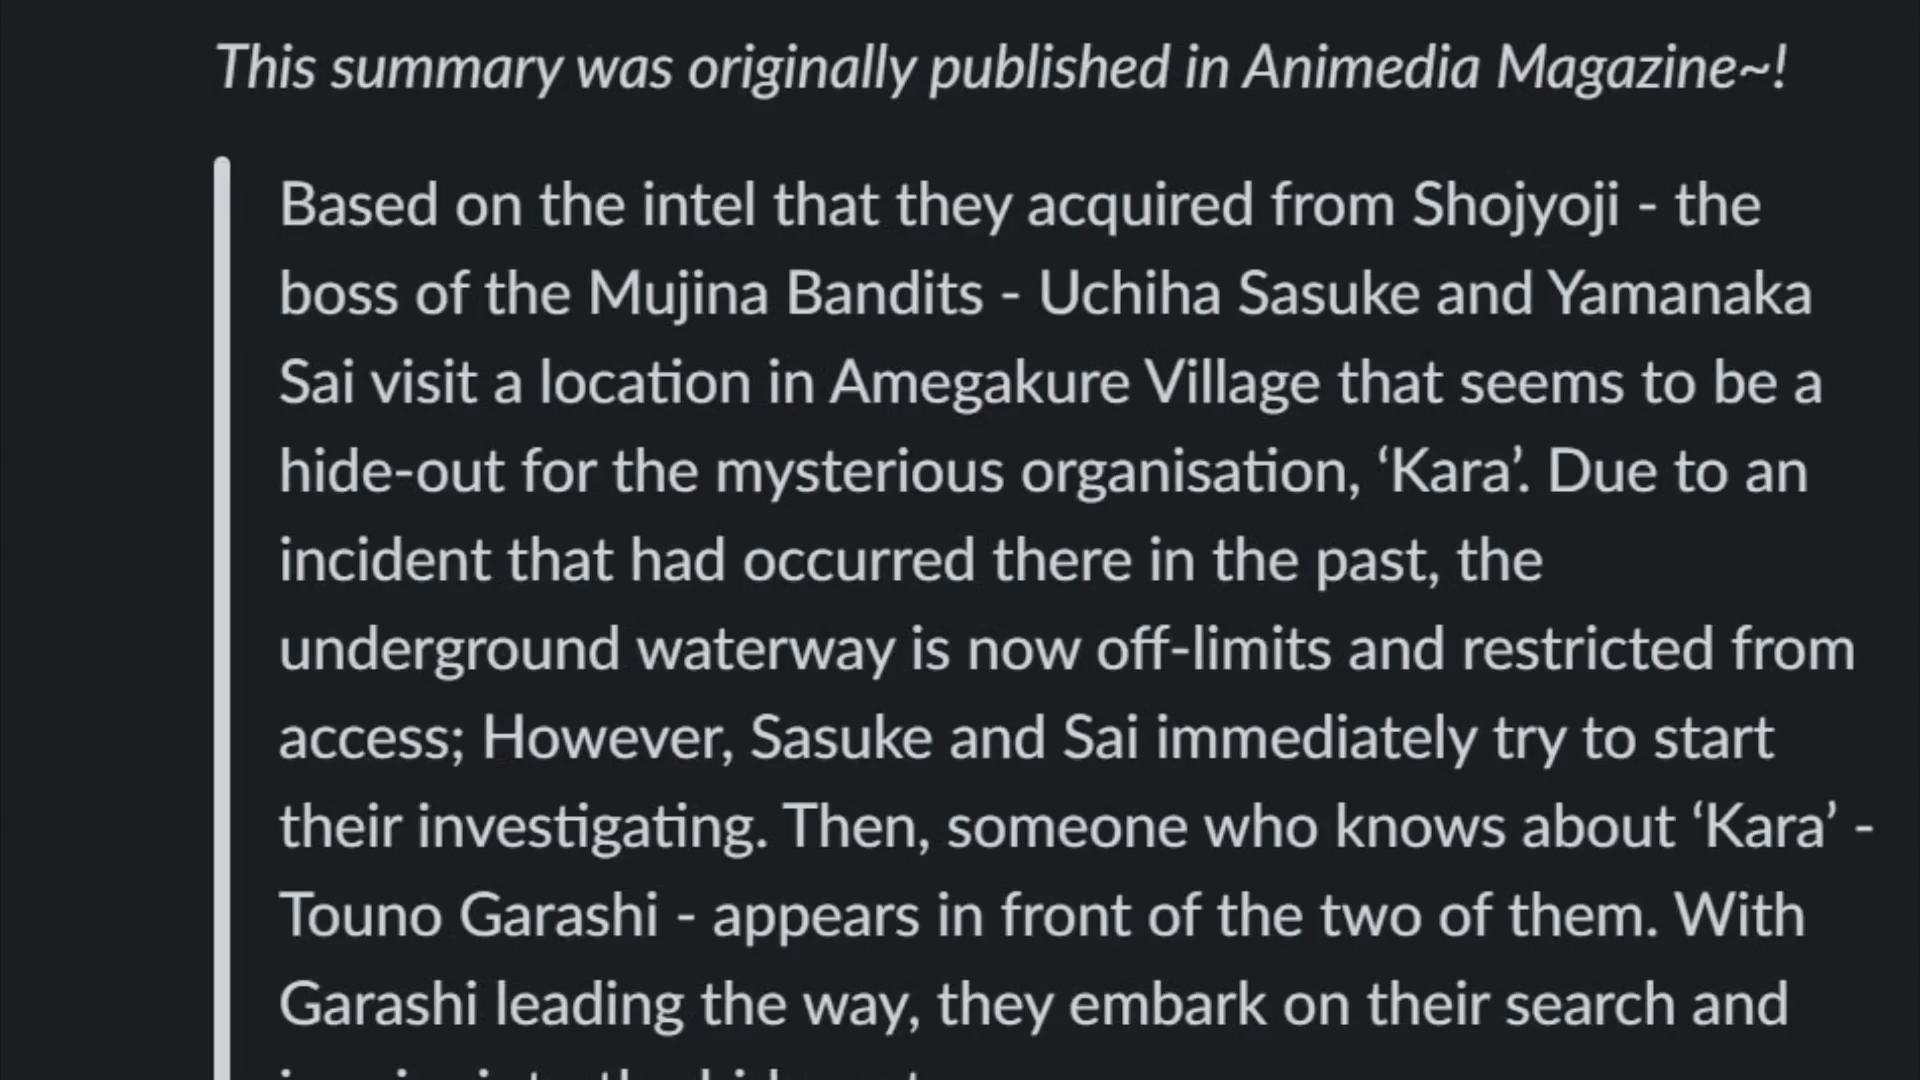 This summary was originally published in Animedia Magazine~!
Based on the intel that they acquired from Shojyoji - the
boss of the Mujina Bandits - Uchiha Sasuke and Yamanaka
Sai visit a location in Amegakure Village that seems to be a
hide-out for the mysterious organisation, ‘Kara’. Due to an
incident that had occurred there in the past, the
underground waterway is now off-limits and restricted from
access; However, Sasuke and Sai immediately try to start
their investigating. Then, someone who knows about ‘Kara’ -
Touno Garashi - appears in front of the two of them. With
Garashi leading the way, they embark on their search and